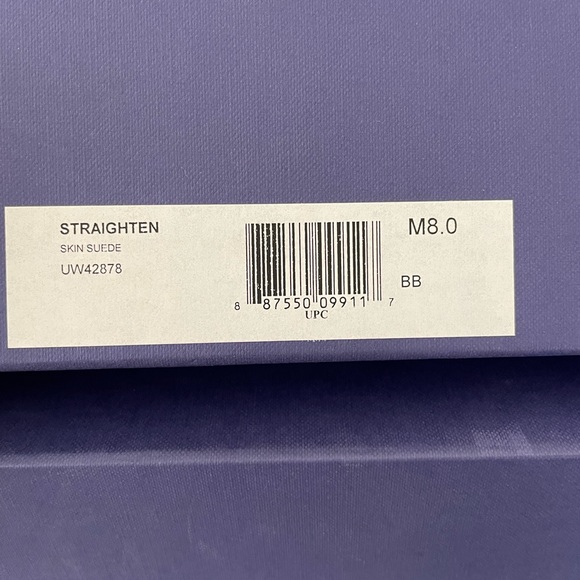 STRAIGHTEN
SKIN SUEDE
UW42878
8 87550 09911 7
UPC
M8.0
BB